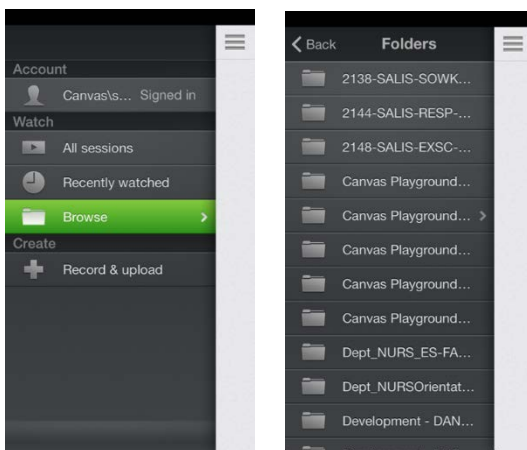 Account
Canvas\s... Signed in
Watch
All sessions
Recently watched
Browse
Create
Record & upload
Back Folders
2138-SALIS-SOWK...
2144-SALIS-RESP-...
2148-SALIS-EXSC-...
Canvas Playground...
Canvas Playground...
Canvas Playground...
Canvas Playground...
Canvas Playground...
Dept_NURS_ES-FA...
Dept_NURSOrientat...
Development - DAN...